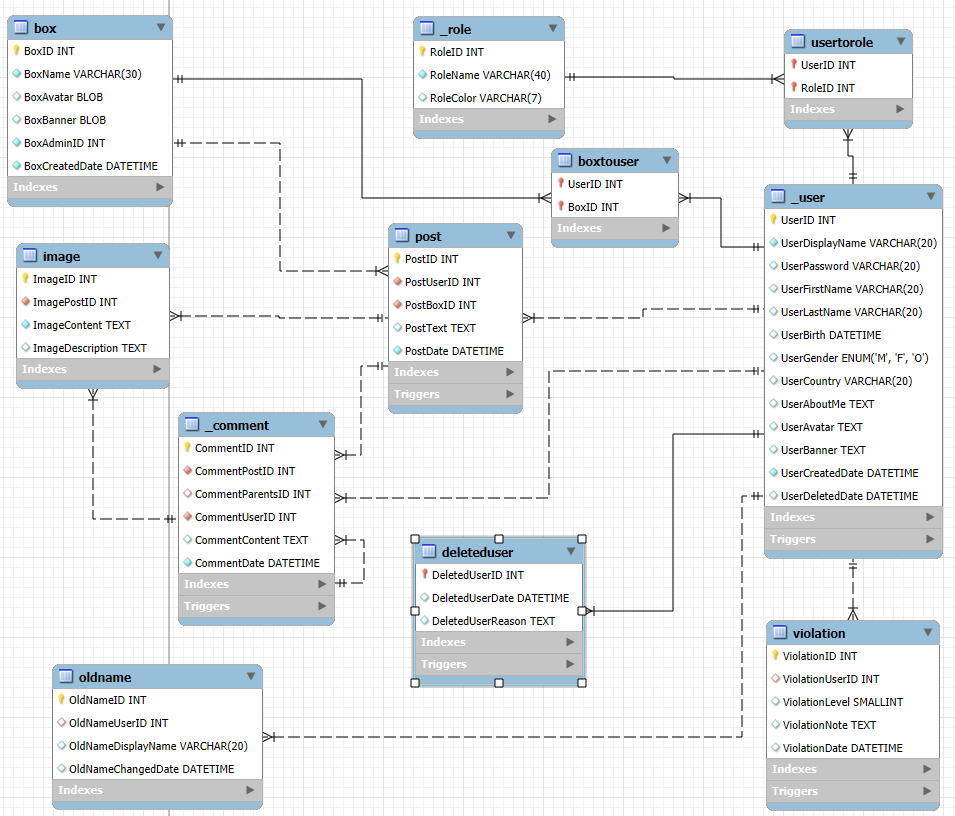 box
BoxID INT
BoxName VARCHAR(30)
BoxAvatar BLOB
BoxBanner BLOB
BoxAdminID INT
BoxCreatedDate DATETIME
Indexes
_role
RoleID INT
RoleName VARCHAR(40)
RoleColor VARCHAR(7)
Indexes
usertorole
UserID INT
RoleID INT
Indexes
boxtouser
UserID INT
BoxID INT
Indexes
_user
UserID INT
UserDisplayName VARCHAR(20)
UserPassword VARCHAR(20)
UserFirstName VARCHAR(20)
UserLastName VARCHAR(20)
UserBirth DATETIME
UserGender ENUM('M', 'F', 'O')
UserCountry VARCHAR(20)
UserAboutMe TEXT
UserAvatar TEXT
UserBanner TEXT
UserCreatedDate DATETIME
UserDeletedDate DATETIME
Indexes
Triggers
image
ImageID INT
ImagePostID INT
ImageContent TEXT
ImageDescription TEXT
Indexes
post
PostID INT
PostUserID INT
PostBoxID INT
PostText TEXT
PostDate DATETIME
Indexes
Triggers
_comment
CommentID INT
CommentPostID INT
CommentParentsID INT
CommentUserID INT
CommentContent TEXT
CommentDate DATETIME
Indexes
Triggers
deleteduser
DeletedUserID INT
DeletedUserDate DATETIME
DeletedUserReason TEXT
Indexes
Triggers
oldname
OldNameID INT
OldNameUserID INT
OldNameDisplayName VARCHAR(20)
OldNameChangedDate DATETIME
Indexes
violation
ViolationID INT
ViolationUserID INT
ViolationLevel SMALLINT
ViolationNote TEXT
ViolationDate DATETIME
Indexes
Triggers